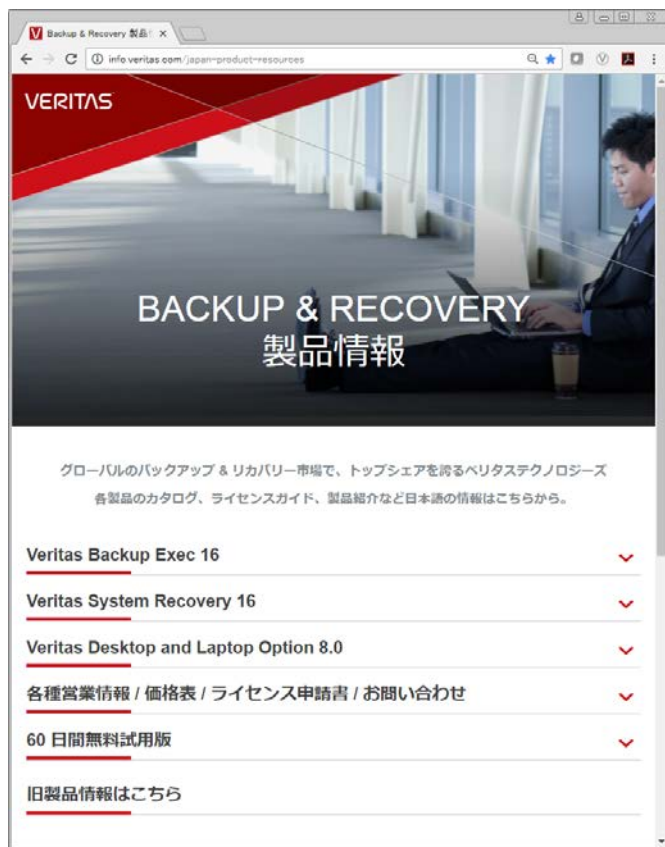 Backup & Recovery 製品
info.veritas.com/japan-product-resources
VERITAS
BACKUP & RECOVERY
製品情報
グローバルのバックアップ & リカバリー市場で、トップシェアを誇るベリタステクノロジーズ
各製品のカタログ、ライセンスガイド、製品紹介など日本語の情報はこちらから。
Veritas Backup Exec 16
Veritas System Recovery 16
Veritas Desktop and Laptop Option 8.0
各種営業情報 / 価格表 / ライセンス申請書 / お問い合わせ
60 日間無料試用版
旧製品情報はこちら